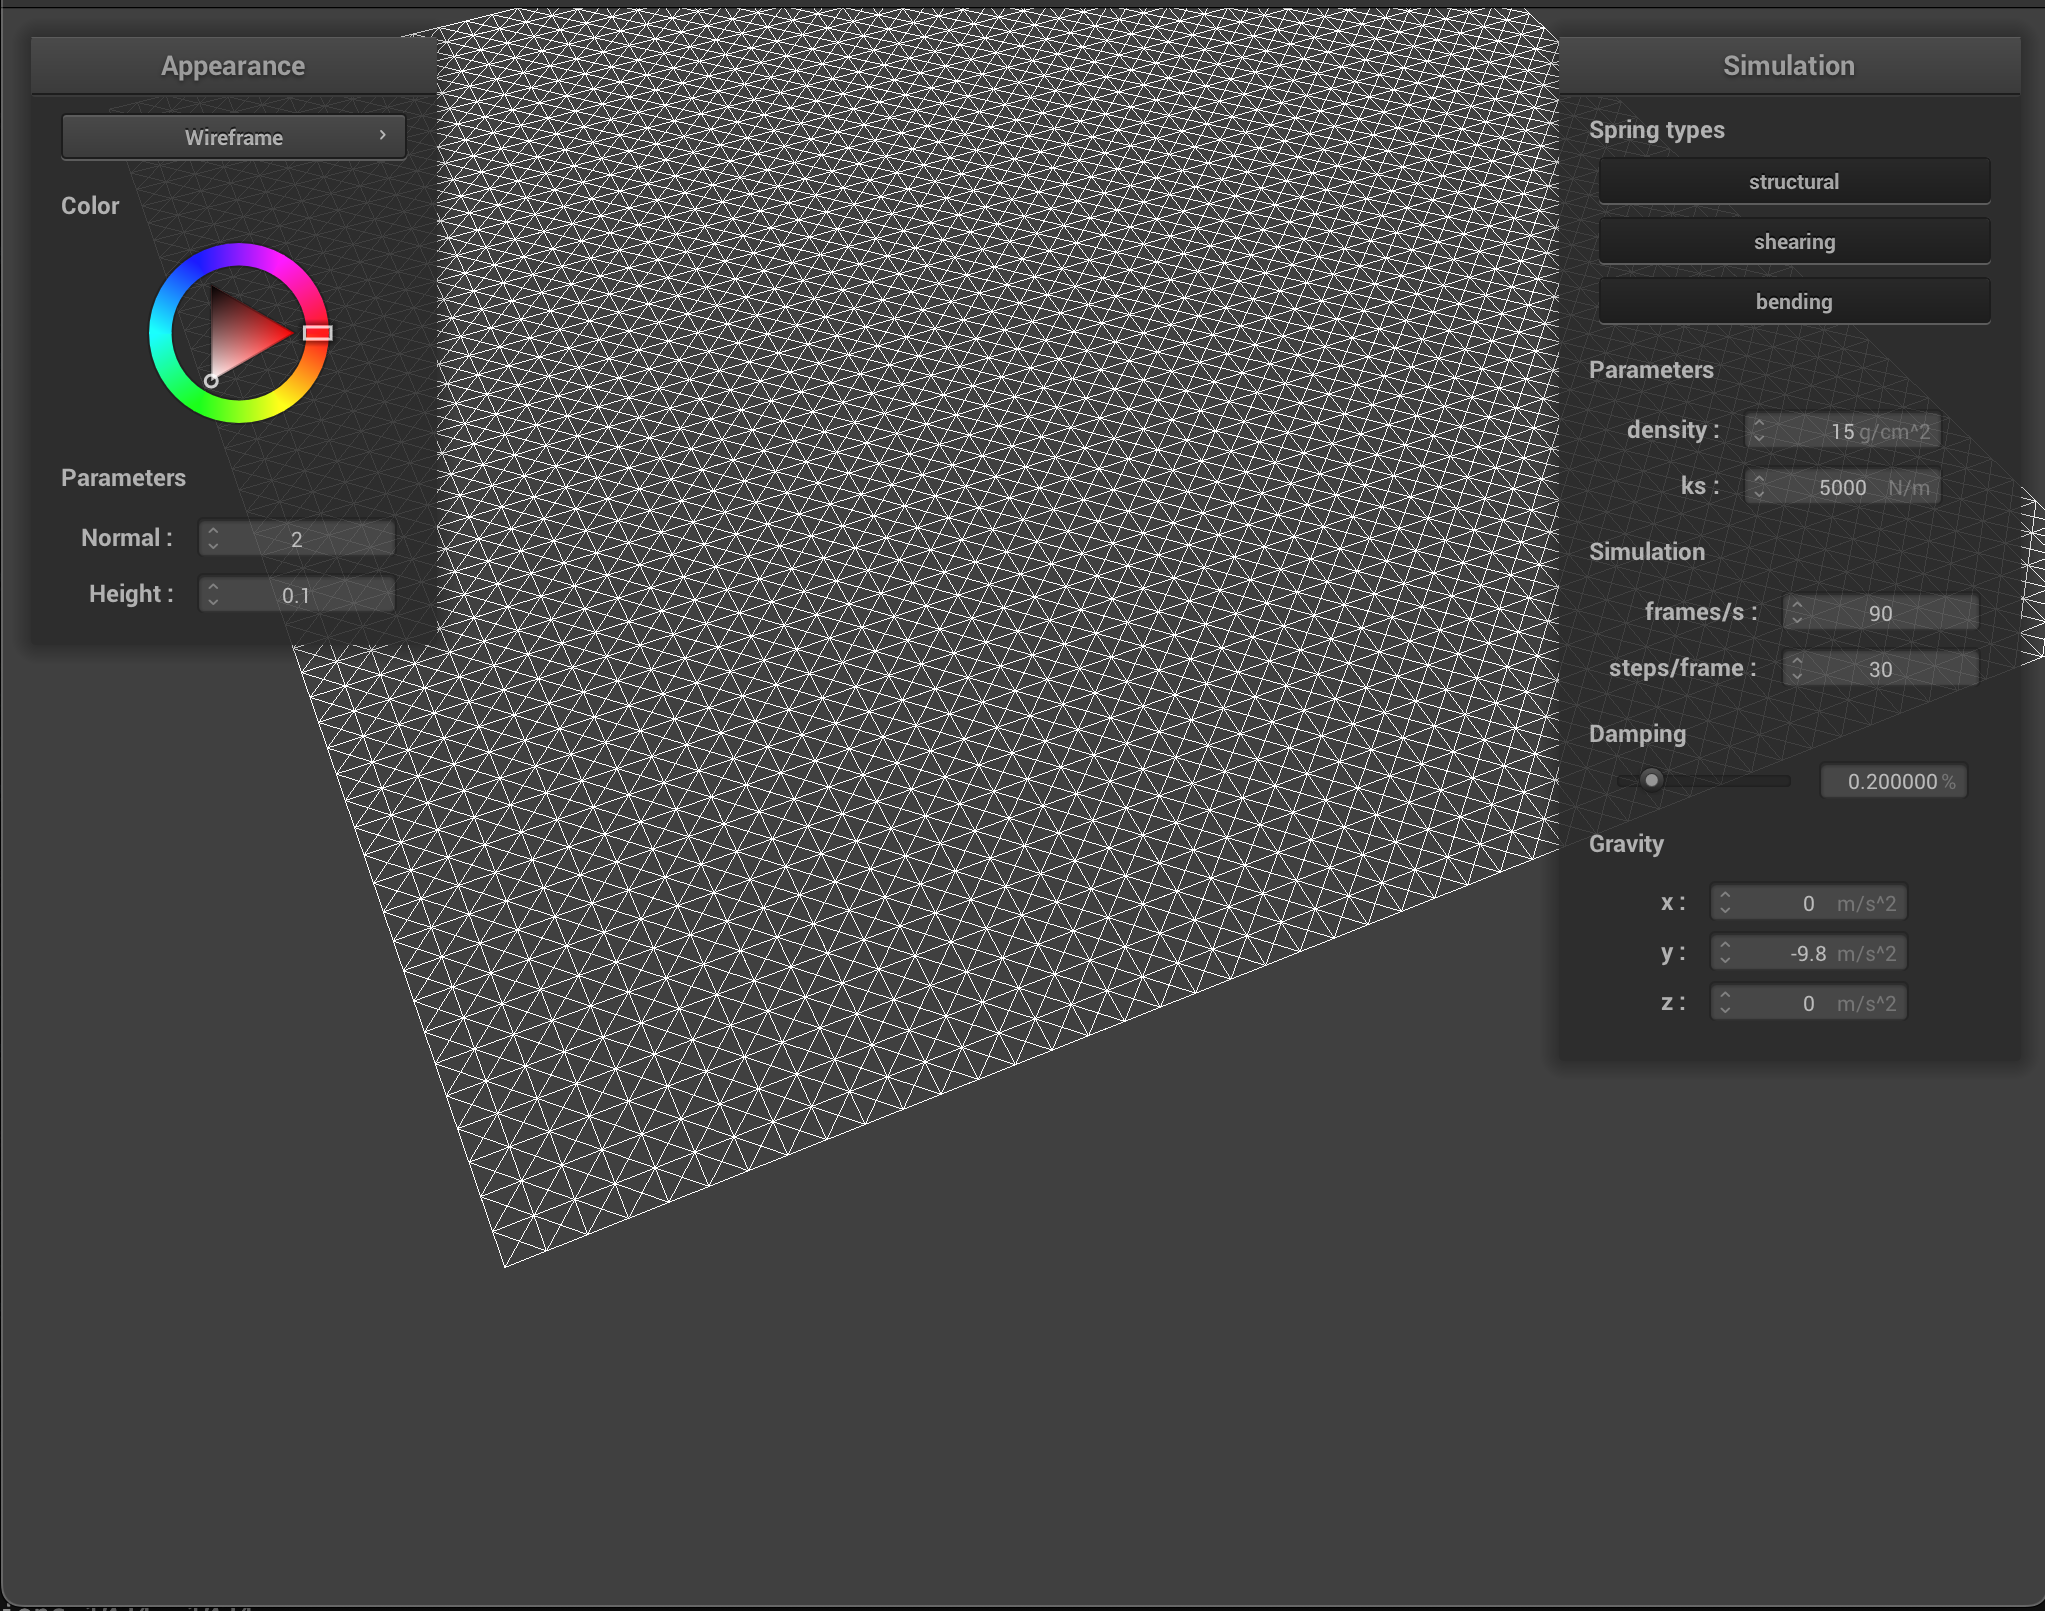 Appearance
Wireframe
Color
Parameters
Normal : 2
Height : 0.1
Simulation
Spring types
structural
shearing
bending
Parameters
density : 15 g/cm^2
ks : 5000 N/m
Simulation
frames/s : 90
steps/frame : 30
Damping
0.200000 %
Gravity
x : 0 m/s^2
y : -9.8 m/s^2
z : 0 m/s^2